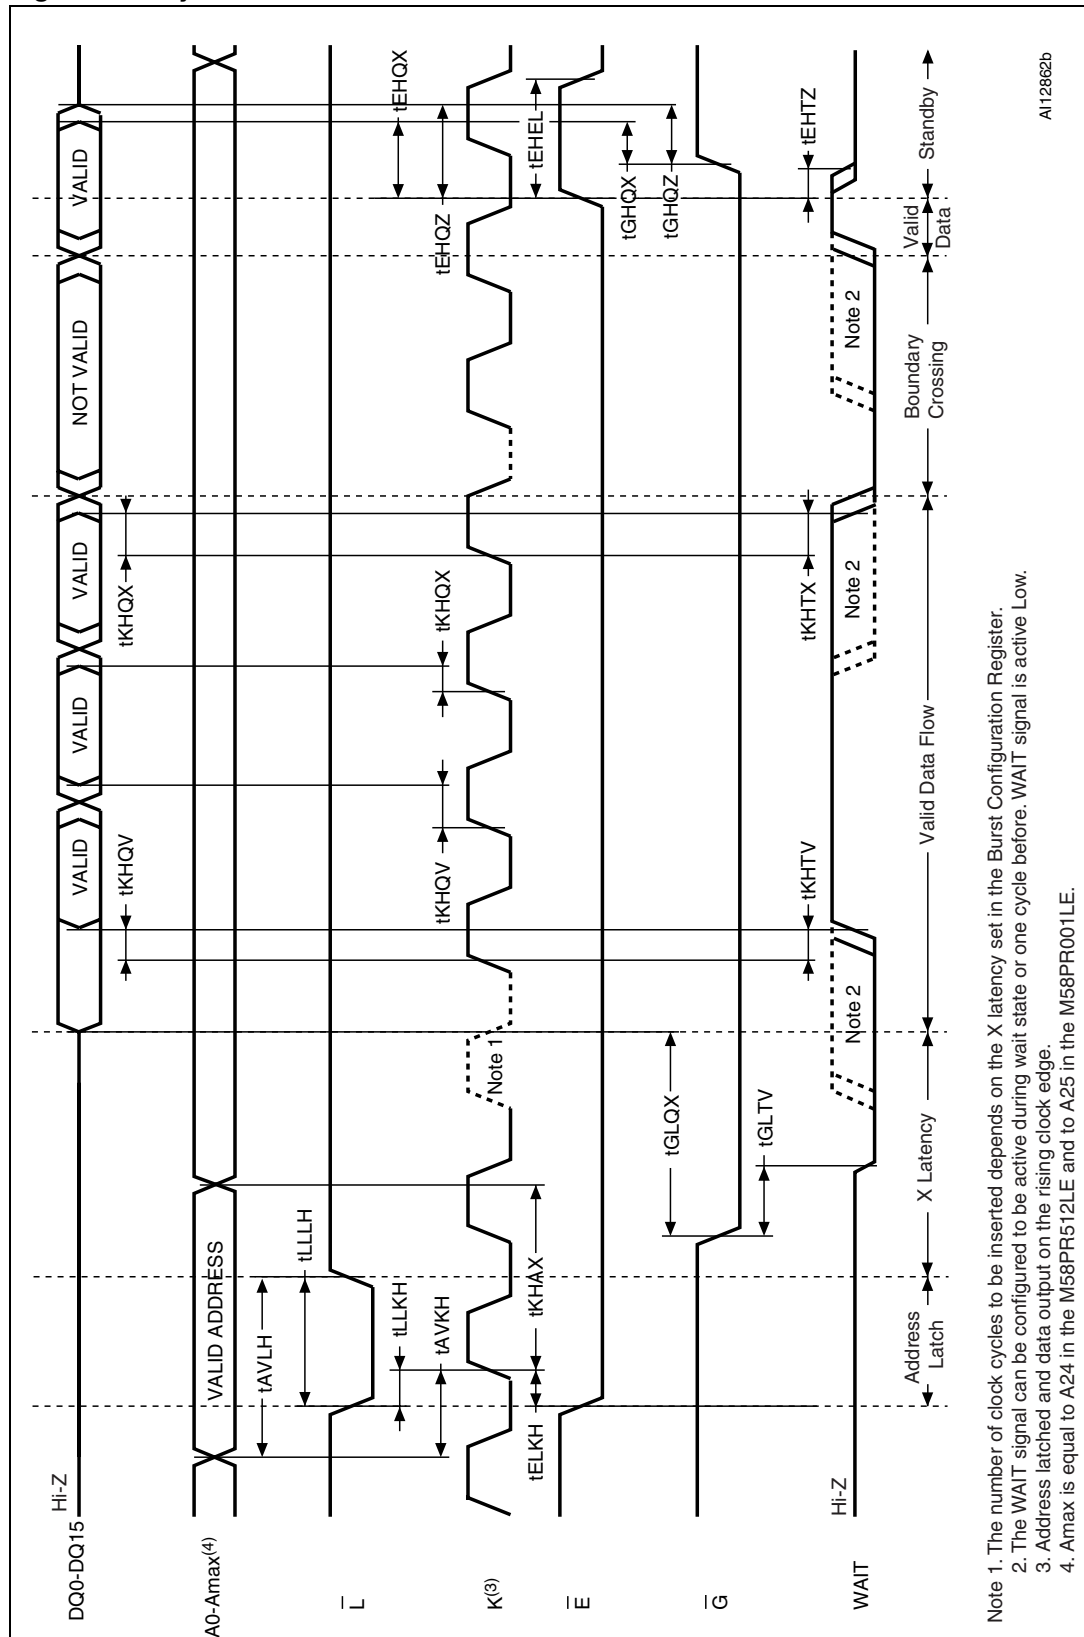 DQ0-DQ15
Hi-Z
VALID
VALID
VALID
NOT VALID
VALID
tKHQV
tKHQX
A0-Amax(4)
VALID ADDRESS
tAVLH
L
tLLLH
tLLKH
tEHQX
tAVKH
tKHQV
tKHQX
tEHQZ
K(3)
Note 1
tELKH
tKHAX
tEHEL
E
tGHQX
tGLQX
tGHQZ
G
tGLTV
tKHTV
tKHTX
tEHTZ
Hi-Z
WAIT
Note 2
Note 2
Note 2
Address
Latch
X Latency
Valid Data Flow
Boundary
Crossing
Valid
Data
Standby
Note 1. The number of clock cycles to be inserted depends on the X latency set in the Burst Configuration Register.
2. The WAIT signal can be configured to be active during wait state or one cycle before. WAIT signal is active Low.
3. Address latched and data output on the rising clock edge.
4. Amax is equal to A24 in the M58PR512LE and to A25 in the M58PR001LE.
AI12862b